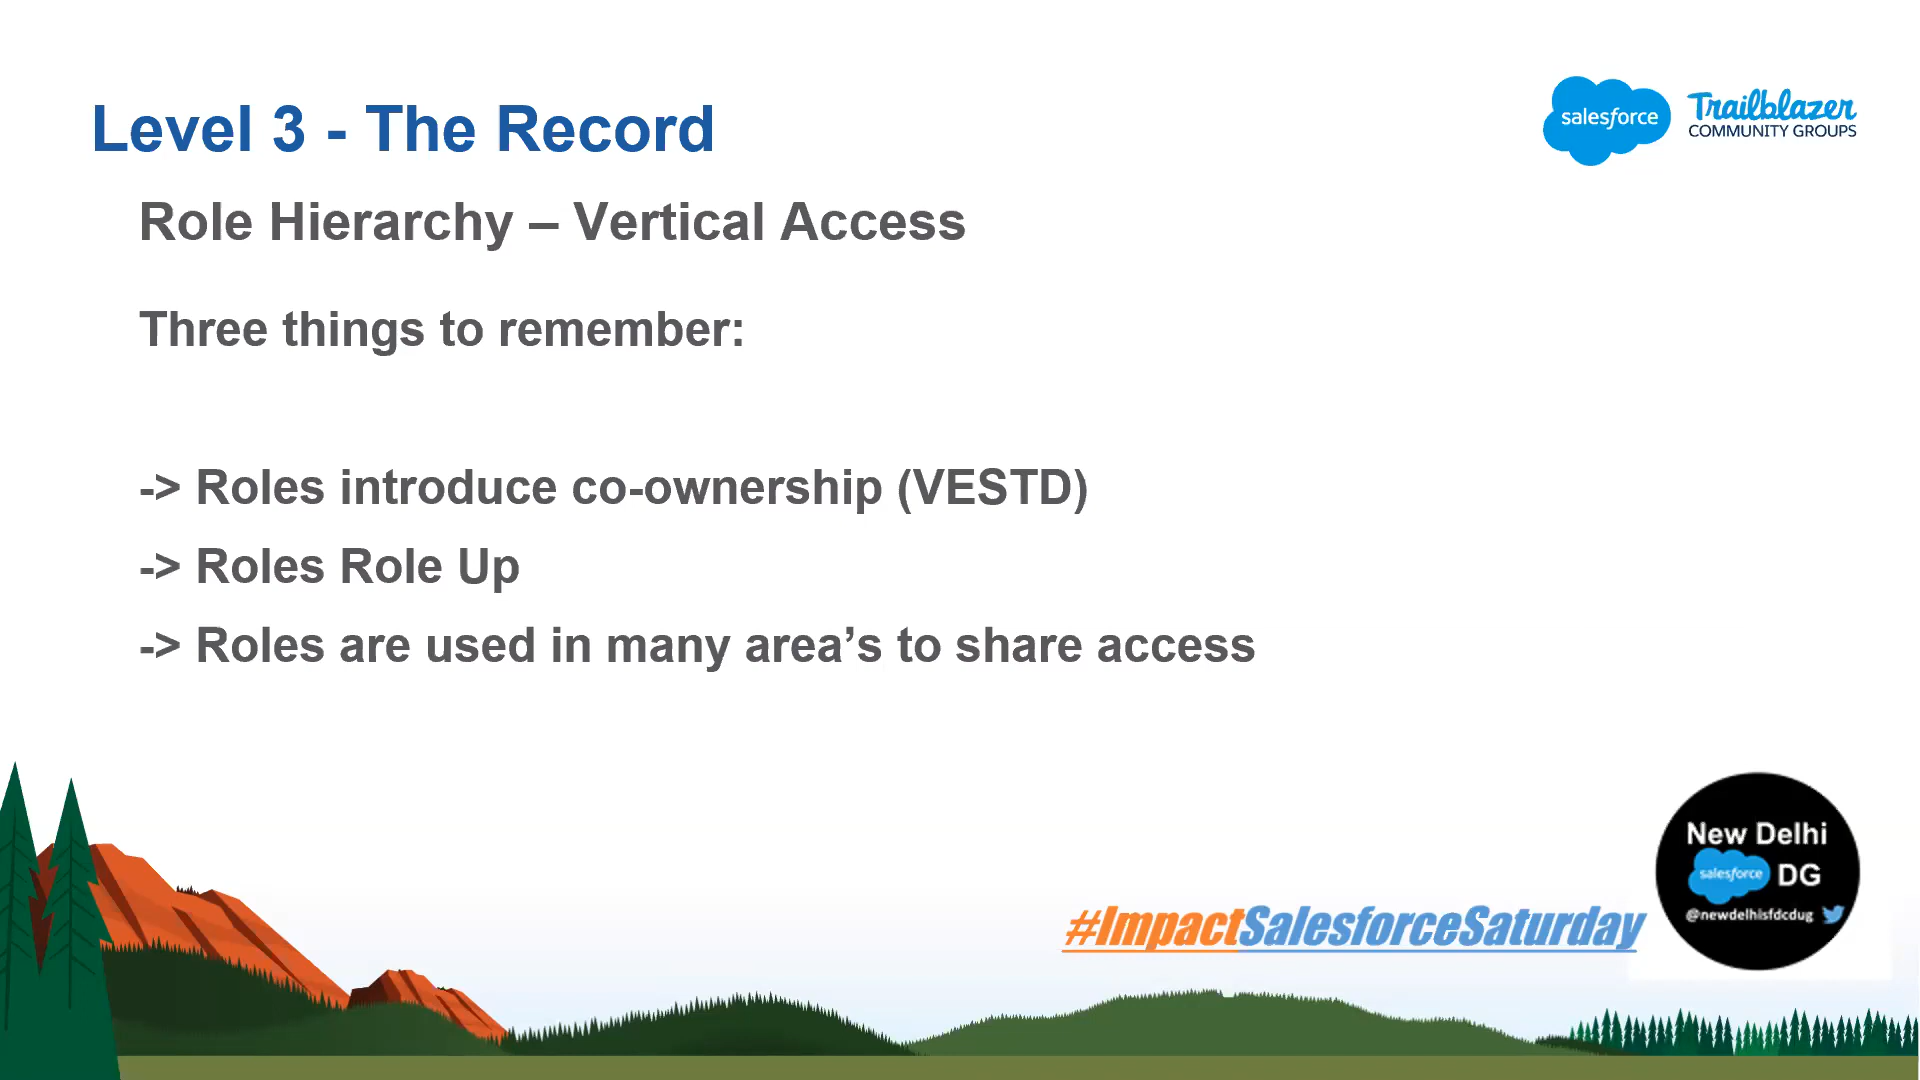 Level 3 - The Record
salesforce
Trailblazer
COMMUNITY GROUPS
Role Hierarchy – Vertical Access
Three things to remember:
-> Roles introduce co-ownership (VESTD)
-> Roles Role Up
-> Roles are used in many area’s to share access
#ImpactSalesforceSaturday
New Delhi
salesforce DG
@newdelhisfdcdug